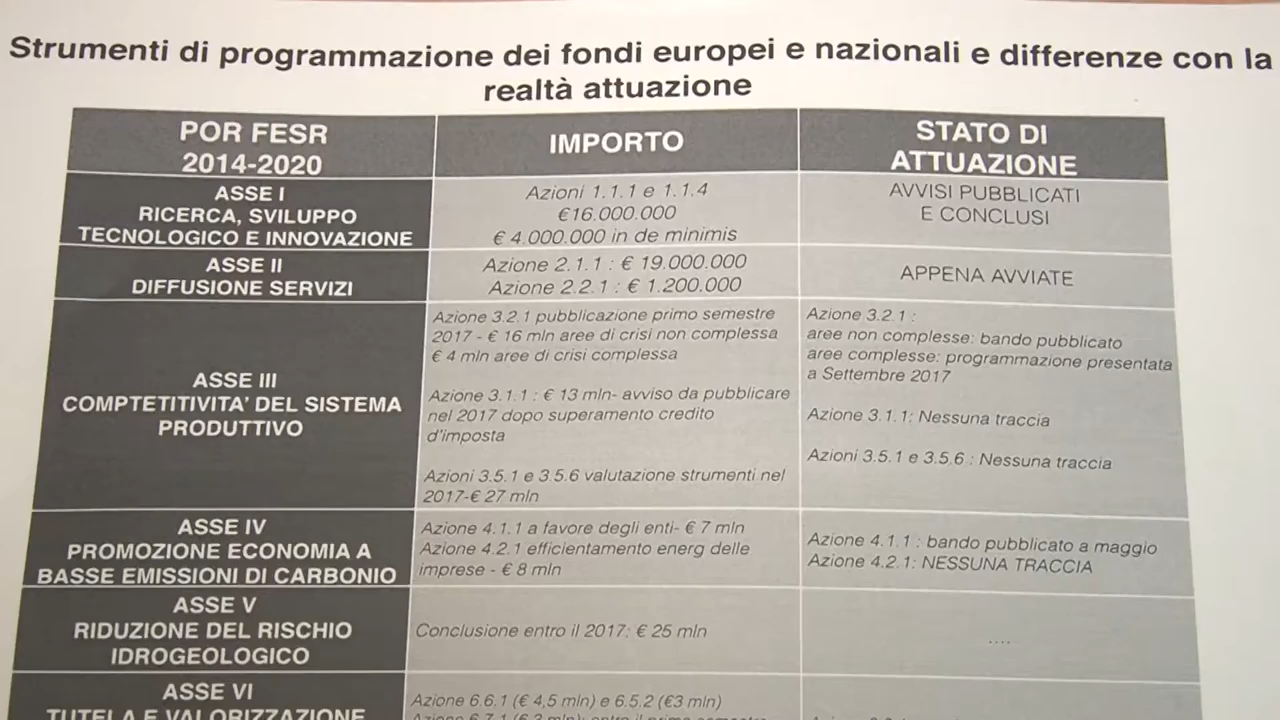 Strumenti di programmazione dei fondi europei e nazionali e differenze con la
realtà attuazione
POR FESR
2014-2020
IMPORTO
STATO DI
ATTUAZIONE
ASSE I
RICERCA, SVILUPPO
TECNOLOGICO E INNOVAZIONE
Azioni 1.1.1 e 1.1.4
€16.000.000
€ 4.000.000 in de minimis
AVVISI PUBBLICATI
E CONCLUSI
ASSE II
DIFFUSIONE SERVIZI
Azione 2.1.1 : € 19.000.000
Azione 2.2.1 : € 1.200.000
APPENA AVVIATE
ASSE III
COMPTETITIVITA' DEL SISTEMA
PRODUTTIVO
Azione 3.2.1 pubblicazione primo semestre
2017 - € 16 mln aree di crisi non complessa
€ 4 mln aree di crisi complessa
Azione 3.1.1 : € 13 mln- avviso da pubblicare
nel 2017 dopo superamento credito
d'imposta
Azioni 3.5.1 e 3.5.6 valutazione strumenti nel
2017-€ 27 mln
Azione 3.2.1 :
aree non complesse: bando pubblicato
aree complesse: programmazione presentata
a Settembre 2017
Azione 3.1.1: Nessuna traccia
Azioni 3.5.1 e 3.5.6 : Nessuna traccia
ASSE IV
PROMOZIONE ECONOMIA A
BASSE EMISSIONI DI CARBONIO
Azione 4.1.1 a favore degli enti- € 7 mln
Azione 4.2.1 efficientamento energ delle
imprese - € 8 mln
Azione 4.1.1 : bando pubblicato a maggio
Azione 4.2.1: NESSUNA TRACCIA
ASSE V
RIDUZIONE DEL RISCHIO
IDROGEOLOGICO
Conclusione entro il 2017: € 25 mln
....
ASSE VI
TUTELA E VALORIZZAZIONE
Azione 6.6.1 (€ 4,5 mln) e 6.5.2 (€3 mln)